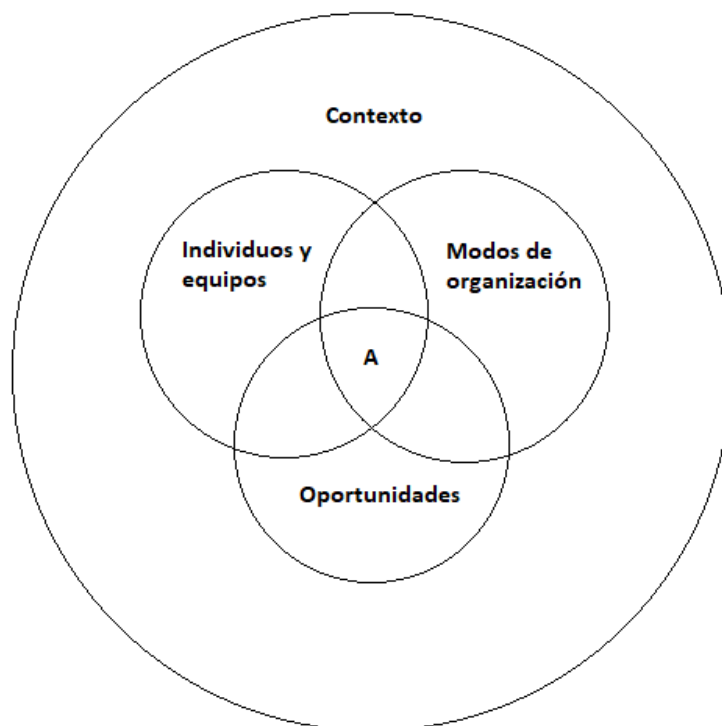 Contexto
Individuos y
equipos
Modos de
organización
A
Oportunidades